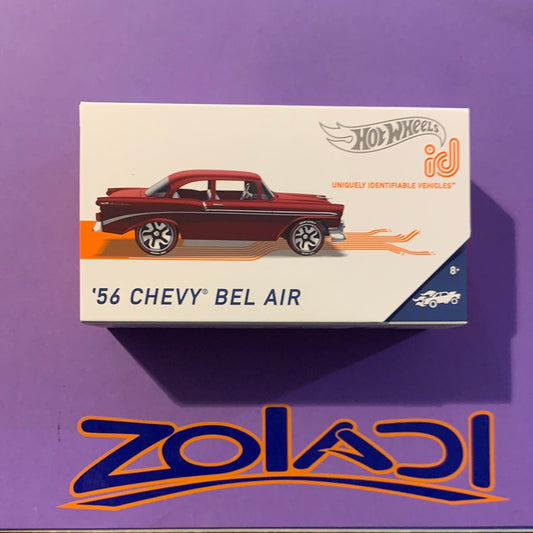 HOT WHEELS
id
UNIQUELY IDENTIFIABLE VEHICLES™
'56 CHEVY® BEL AIR
8+
ZOLADI